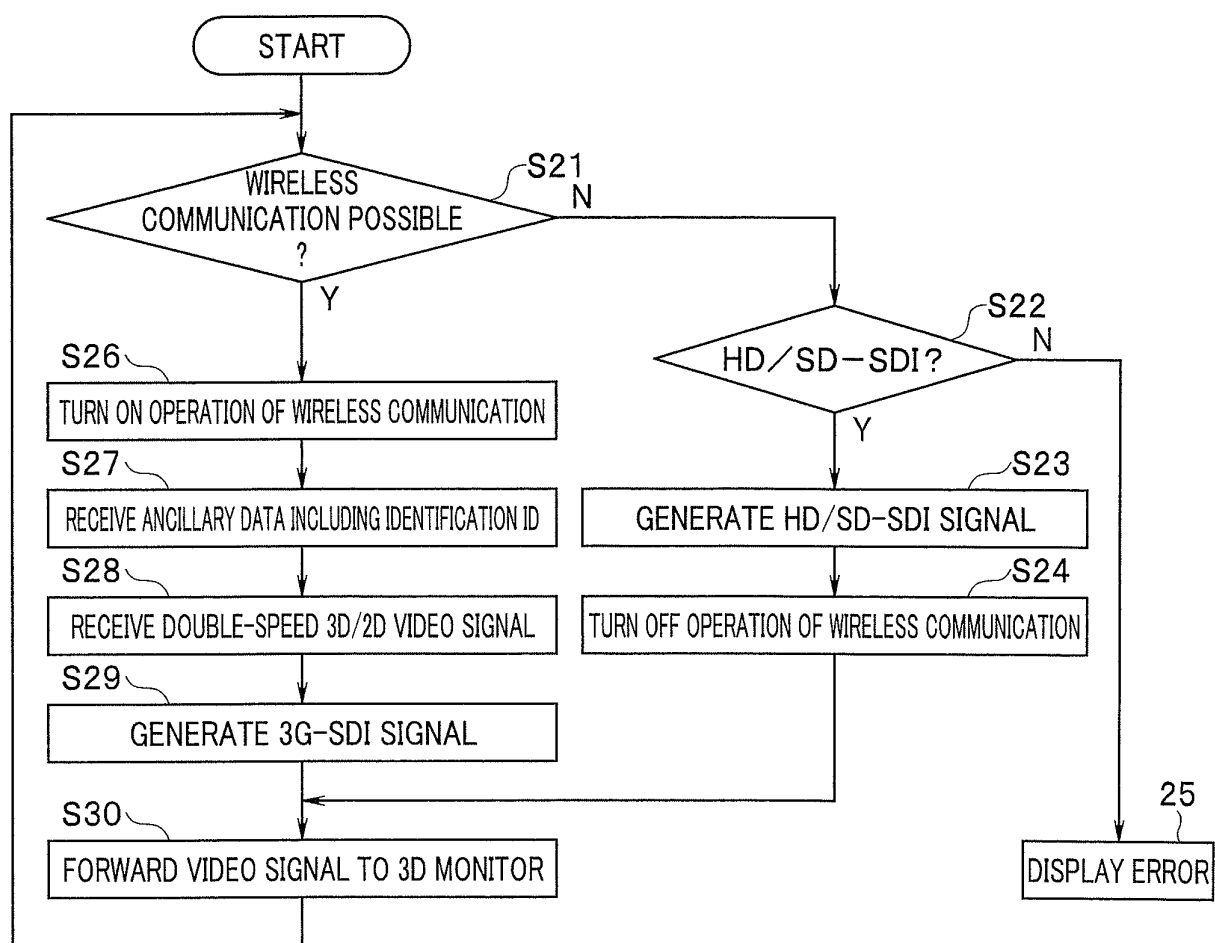 START
S21
WIRELESS
COMMUNICATION POSSIBLE
?
N
Y
S22
HD/SD-SDI?
N
Y
S26
TURN ON OPERATION OF WIRELESS COMMUNICATION
S27
RECEIVE ANCILLARY DATA INCLUDING IDENTIFICATION ID
S28
RECEIVE DOUBLE-SPEED 3D/2D VIDEO SIGNAL
S29
GENERATE 3G-SDI SIGNAL
S23
GENERATE HD/SD-SDI SIGNAL
S24
TURN OFF OPERATION OF WIRELESS COMMUNICATION
S30
FORWARD VIDEO SIGNAL TO 3D MONITOR
25
DISPLAY ERROR